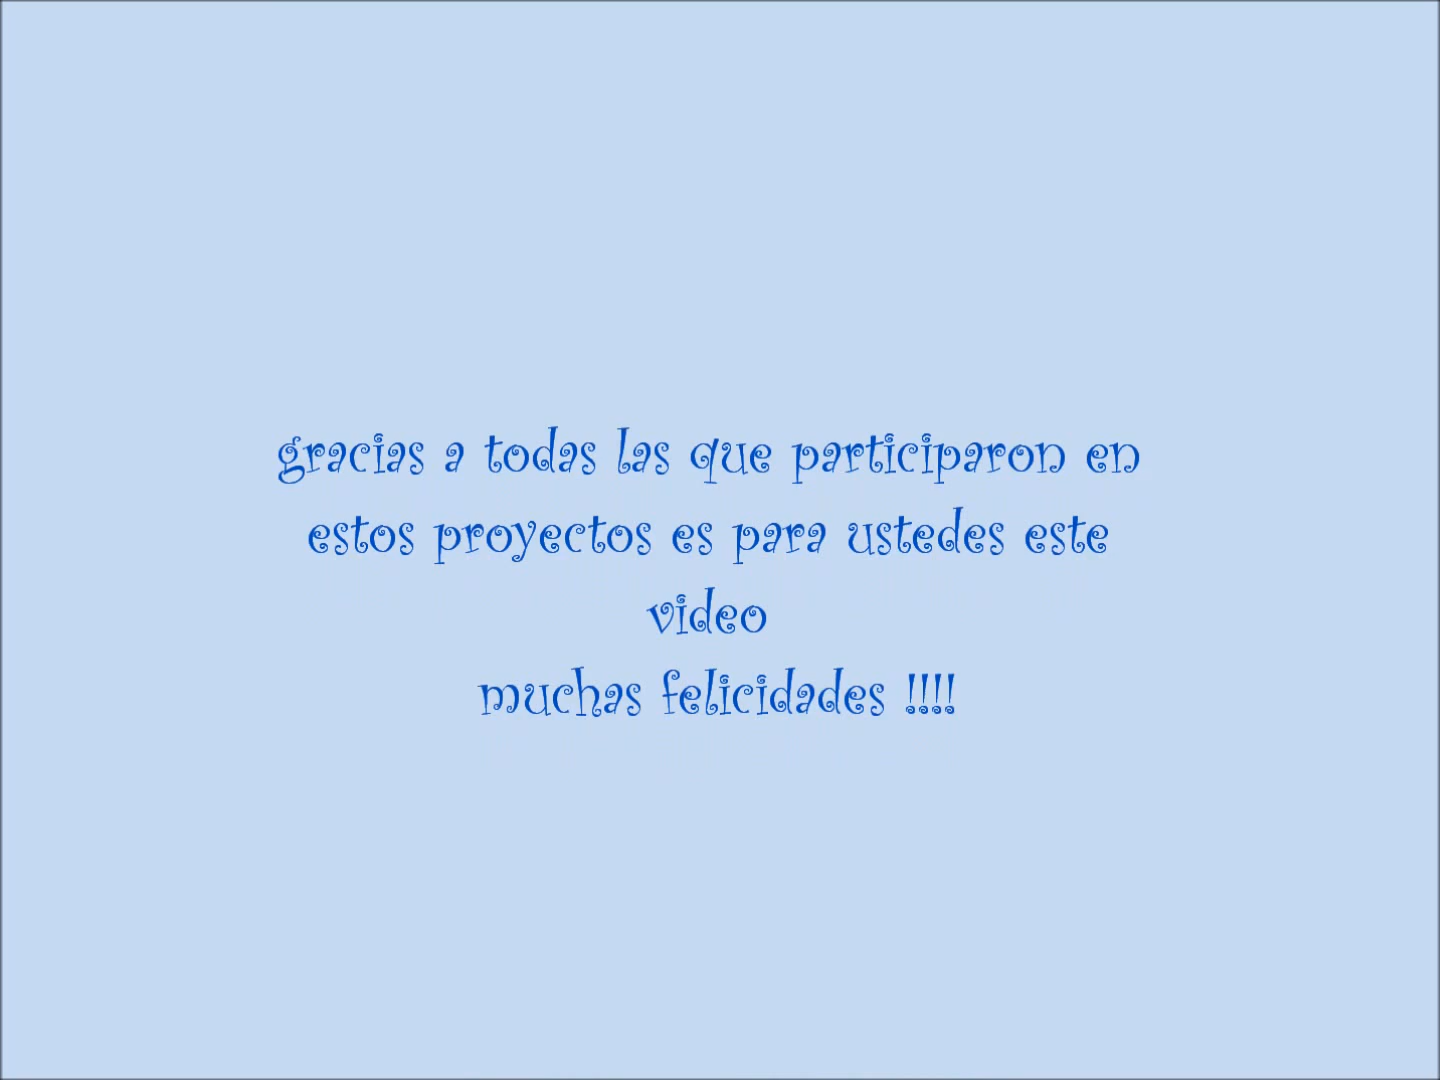 gracias a todas las que participaron en
estos proyectos es para ustedes este
video
muchas felicidades !!!!